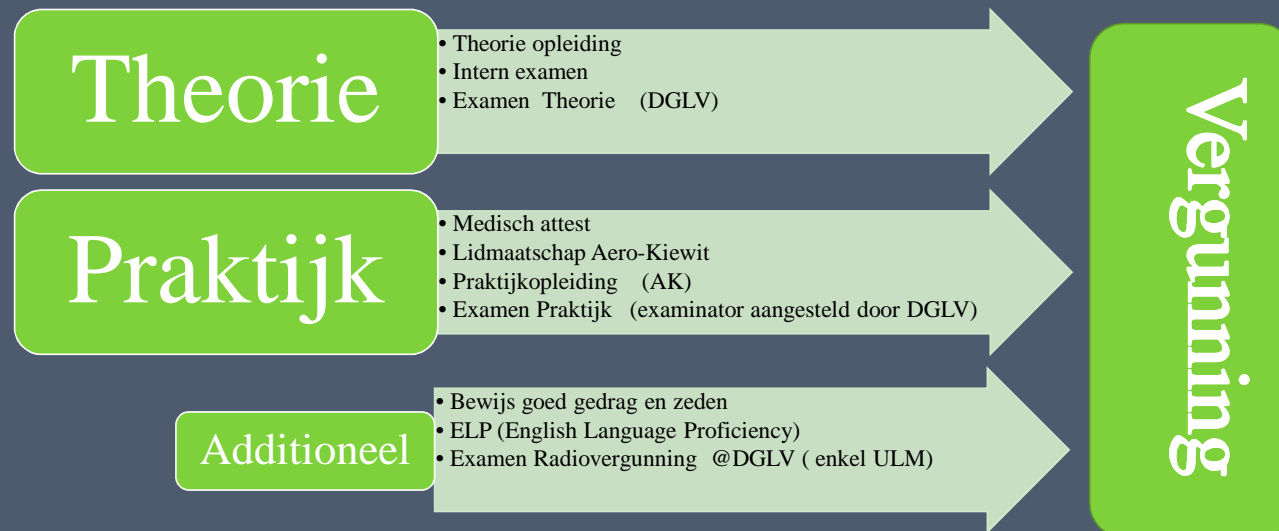 Theorie
• Theorie opleiding
• Intern examen
• Examen Theorie (DGLV)
Praktijk
• Medisch attest
• Lidmaatschap Aero-Kiewit
• Praktijkopleiding (AK)
• Examen Praktijk (examinator aangesteld door DGLV)
Additioneel
• Bewijs goed gedrag en zeden
• ELP (English Language Proficiency)
• Examen Radiovergunning @DGLV ( enkel ULM)
Vergunning